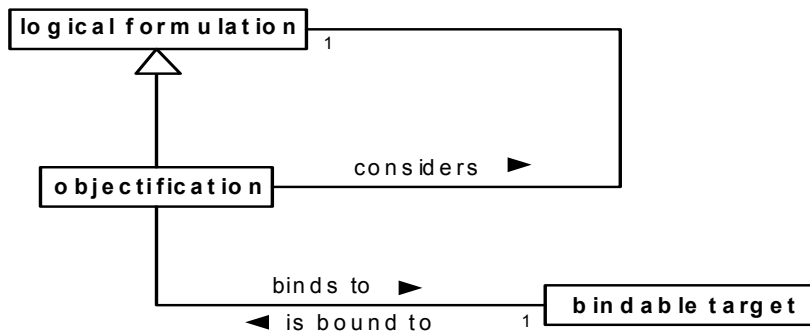 logical formulation
1
considers
objectification
binds to
is bound to
1
bindable target